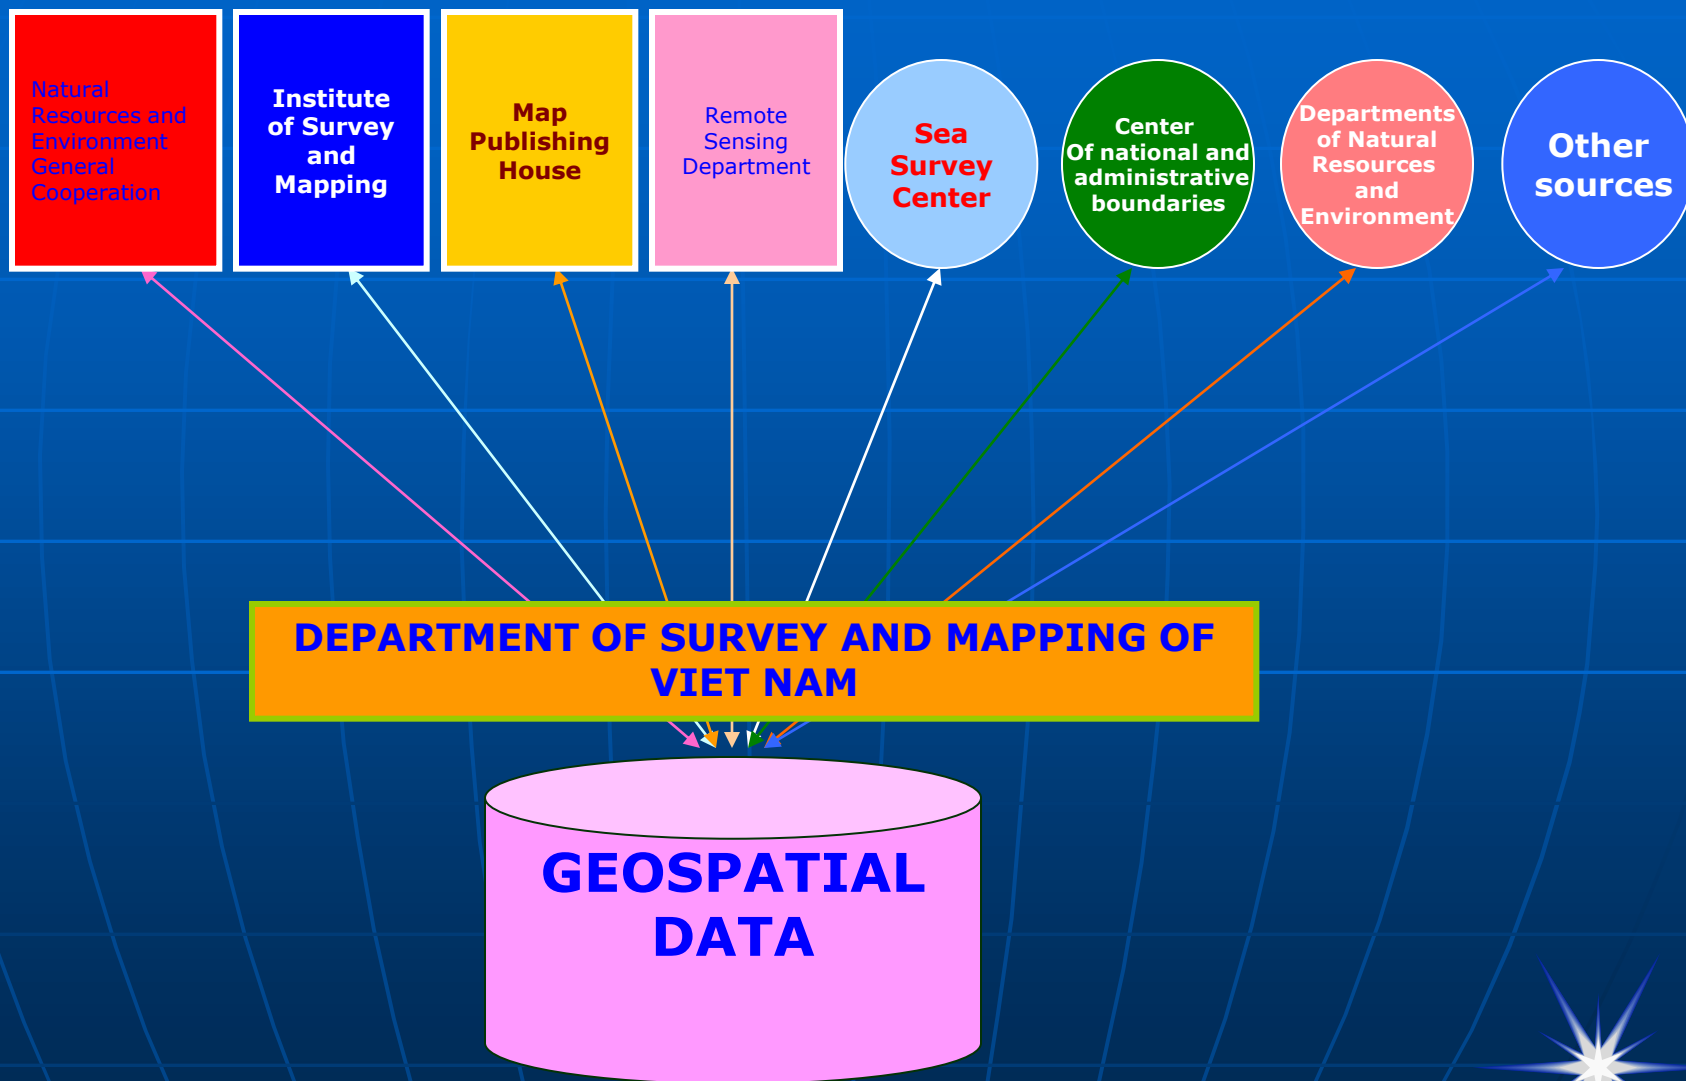 Natural
Resources and
Environment
General
Cooperation
Institute
of Survey
and
Mapping
Map
Publishing
House
Remote
Sensing
Department
Sea
Survey
Center
Center
Of national and
administrative
boundaries
Departments
of Natural
Resources
and
Environment
Other
sources
DEPARTMENT OF SURVEY AND MAPPING OF
VIET NAM
GEOSPATIAL
DATA